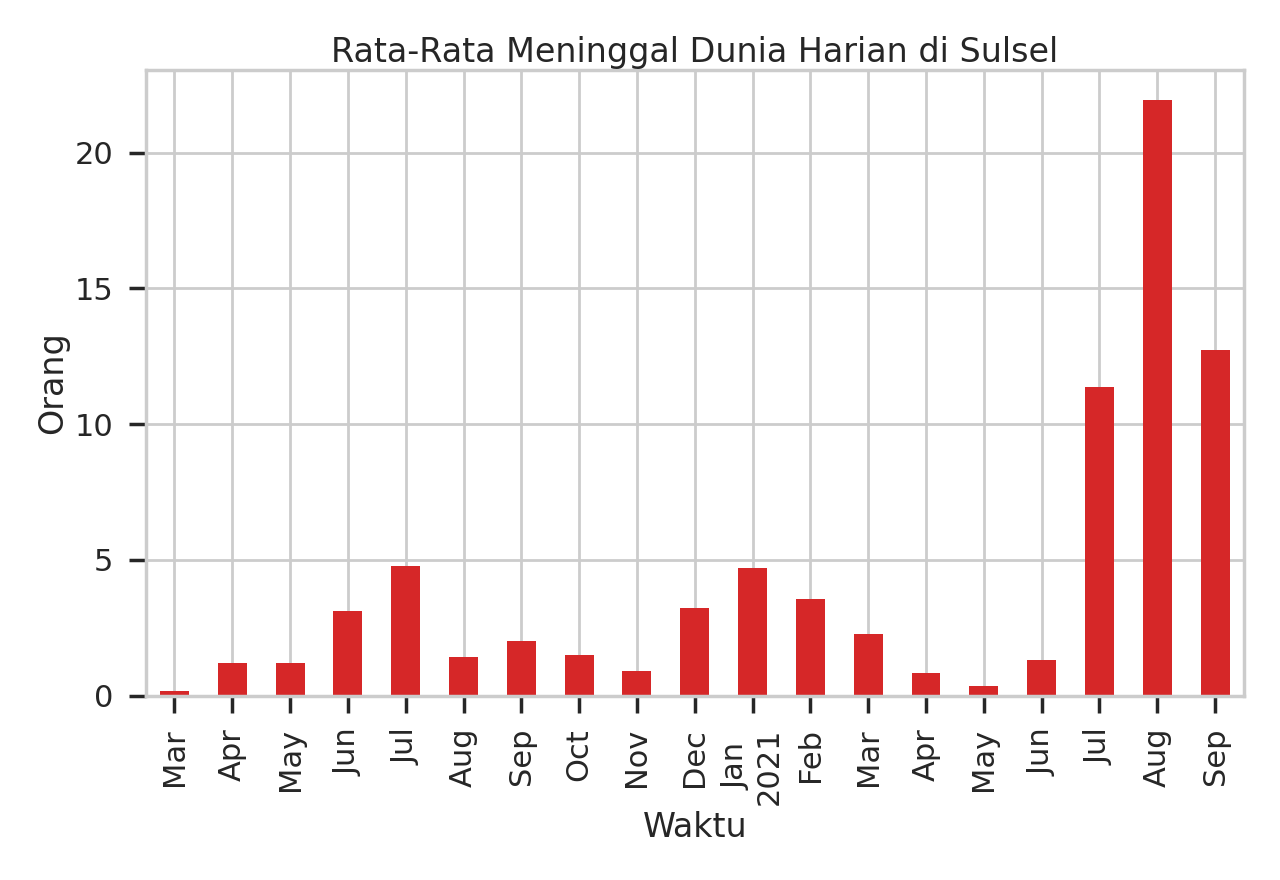 Rata-Rata Meninggal Dunia Harian di Sulsel
Orang
20
15
10
5
0
Mar
Apr
May
Jun
Jul
Aug
Sep
Oct
Nov
Dec
Jan
2021
Feb
Mar
Apr
May
Jun
Jul
Aug
Sep
Waktu